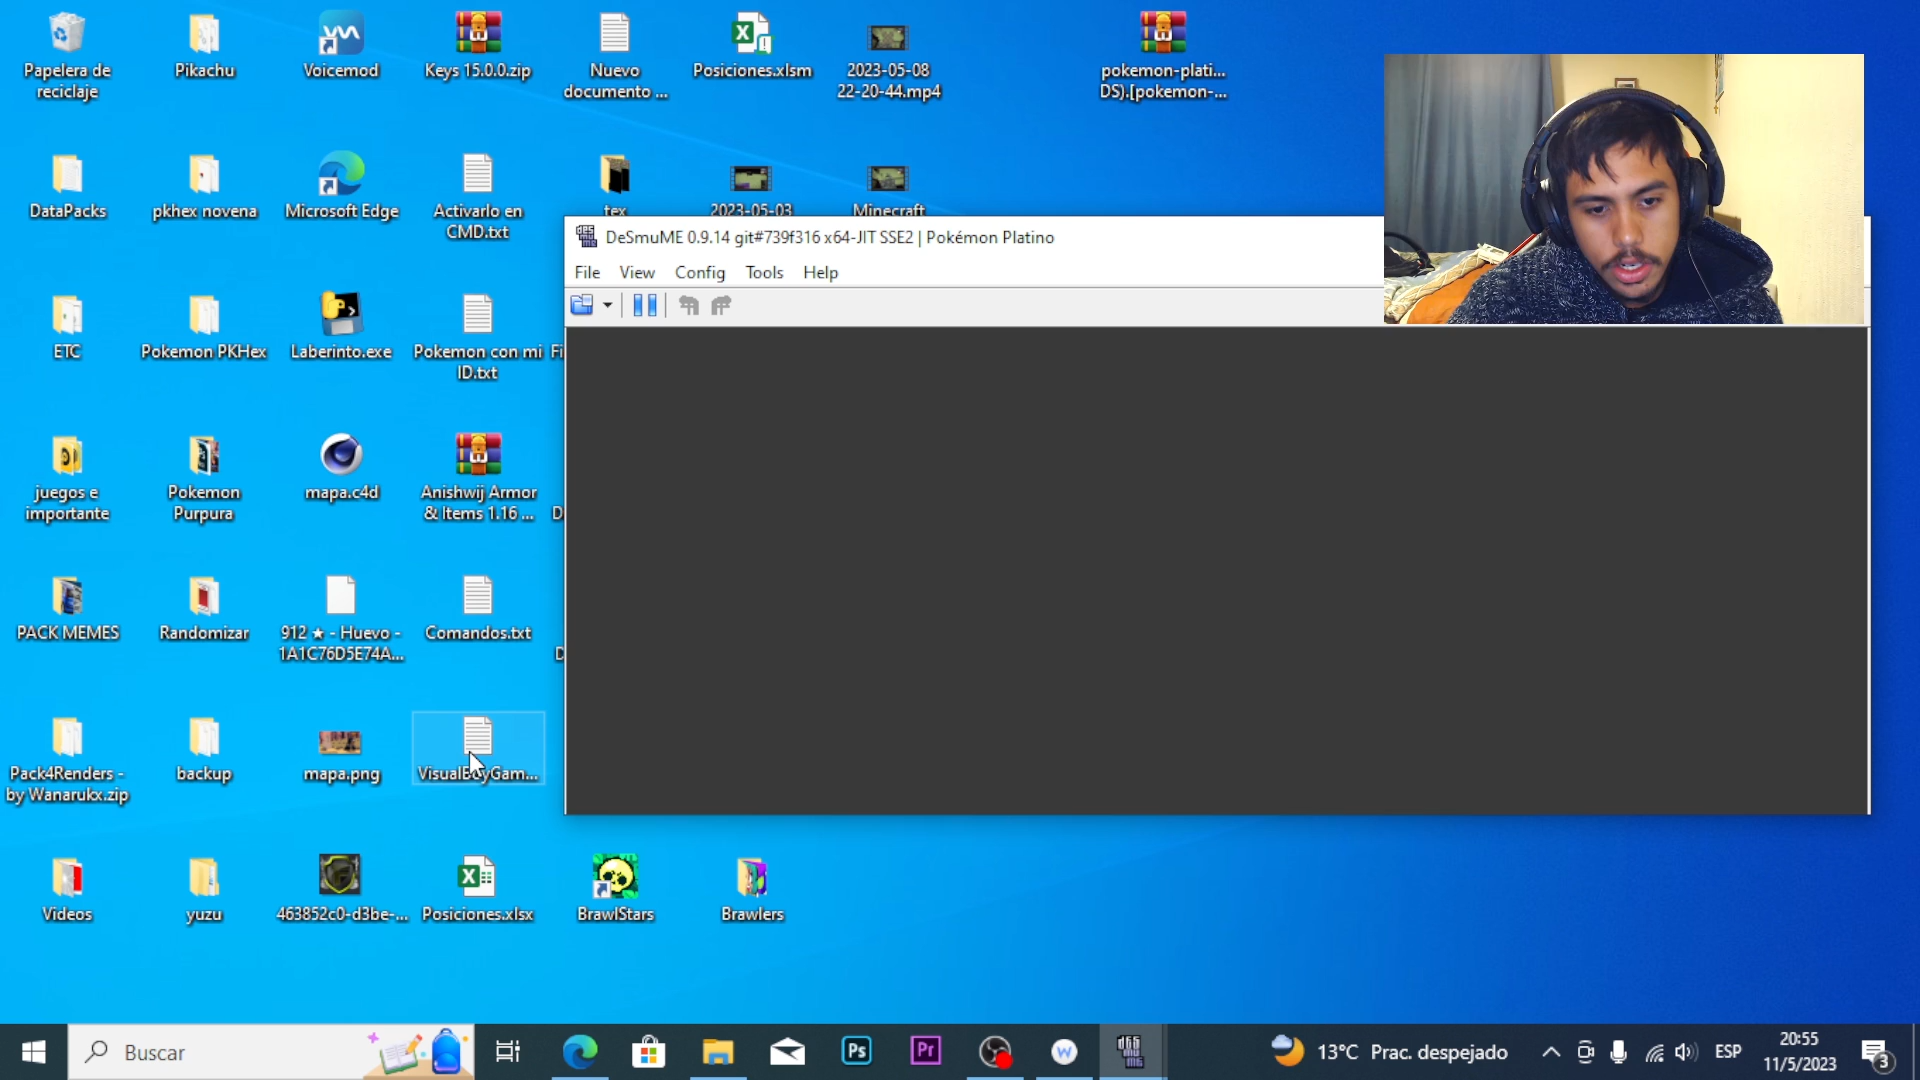 Papelera de
reciclaje
Pikachu
Voicemod
Keys 15.0.0.zip
Nuevo
documento ...
Posiciones.xlsm
2023-05-08
22-20-44.mp4
pokemon-plati...
DS).[pokemon-...
DataPacks
pkhex novena
Microsoft Edge
Activarlo en
CMD.txt
tex
2023-05-03
Minecraft
DeSmuME 0.9.14 git#739f316 x64-JIT SSE2 | Pokémon Platino
File View Config Tools Help
ETC
Pokemon PKHex
Laberinto.exe
Pokemon con mi
ID.txt
Fi
juegos e
importante
Pokemon
Purpura
mapa.c4d
Anishwij Armor
& Items 1.16 ...
D
PACK MEMES
Randomizar
912 ★ - Huevo -
1A1C76D5E74A...
Comandos.txt
D
Pack4Renders -
by Wanarukx.zip
backup
mapa.png
VisualBoyGam...
Videos
yuzu
463852c0-d3be-...
Posiciones.xlsx
BrawlStars
Brawlers
Buscar
Ps
Pr
W
13°C Prac. despejado
ESP
20:55
11/5/2023
3